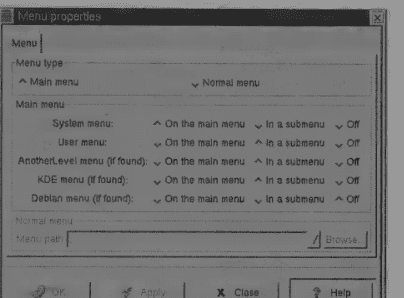 Menu properties
Menu
Menu type
Main menu Normal menu
Main menu
System menu: On the main menu In a submenu Off
User menu: On the main menu In a submenu Off
AnotherLevel menu (if found): On the main menu In a submenu Off
KDE menu (if found): On the main menu In a submenu Off
Debian menu (if found): On the main menu In a submenu Off
Normal menu
Menu path Browse...
OK Apply Close Help